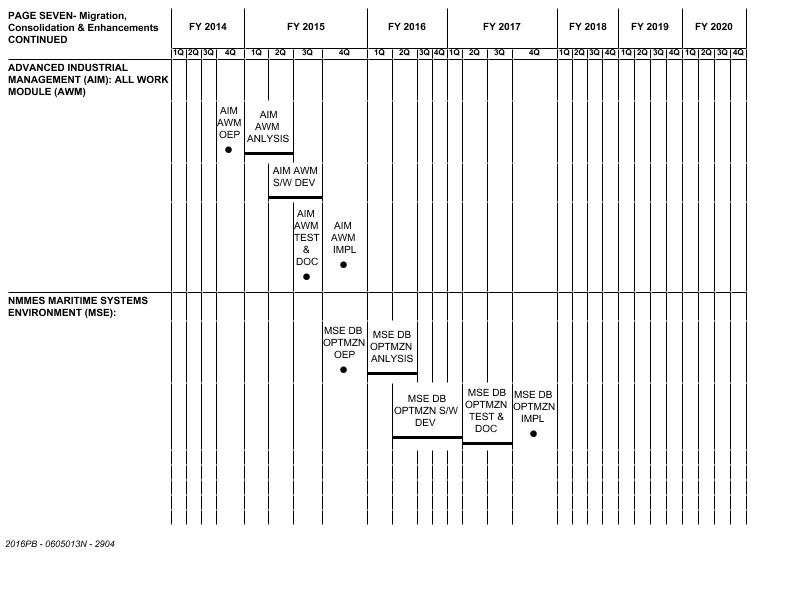 PAGE SEVEN- Migration,
Consolidation & Enhancements
CONTINUED
FY 2014 FY 2015 FY 2016 FY 2017 FY 2018 FY 2019 FY 2020
1Q 2Q 3Q 4Q 1Q 2Q 3Q 4Q 1Q 2Q 3Q 4Q 1Q 2Q 3Q 4Q 1Q 2Q 3Q 4Q 1Q 2Q 3Q 4Q 1Q 2Q 3Q 4Q
ADVANCED INDUSTRIAL
MANAGEMENT (AIM): ALL WORK
MODULE (AWM)
AIM
AWM
OEP
AIM
AWM
ANLYSIS
AIM AWM
S/W DEV
AIM
AWM
TEST
&
DOC
AIM
AWM
IMPL
NMMES MARITIME SYSTEMS
ENVIRONMENT (MSE):
MSE DB
OPTMZN
OEP
MSE DB
OPTMZN
ANLYSIS
MSE DB
OPTMZN S/W
DEV
MSE DB
OPTMZN
TEST &
DOC
MSE DB
OPTMZN
IMPL
2016PB - 0605013N - 2904